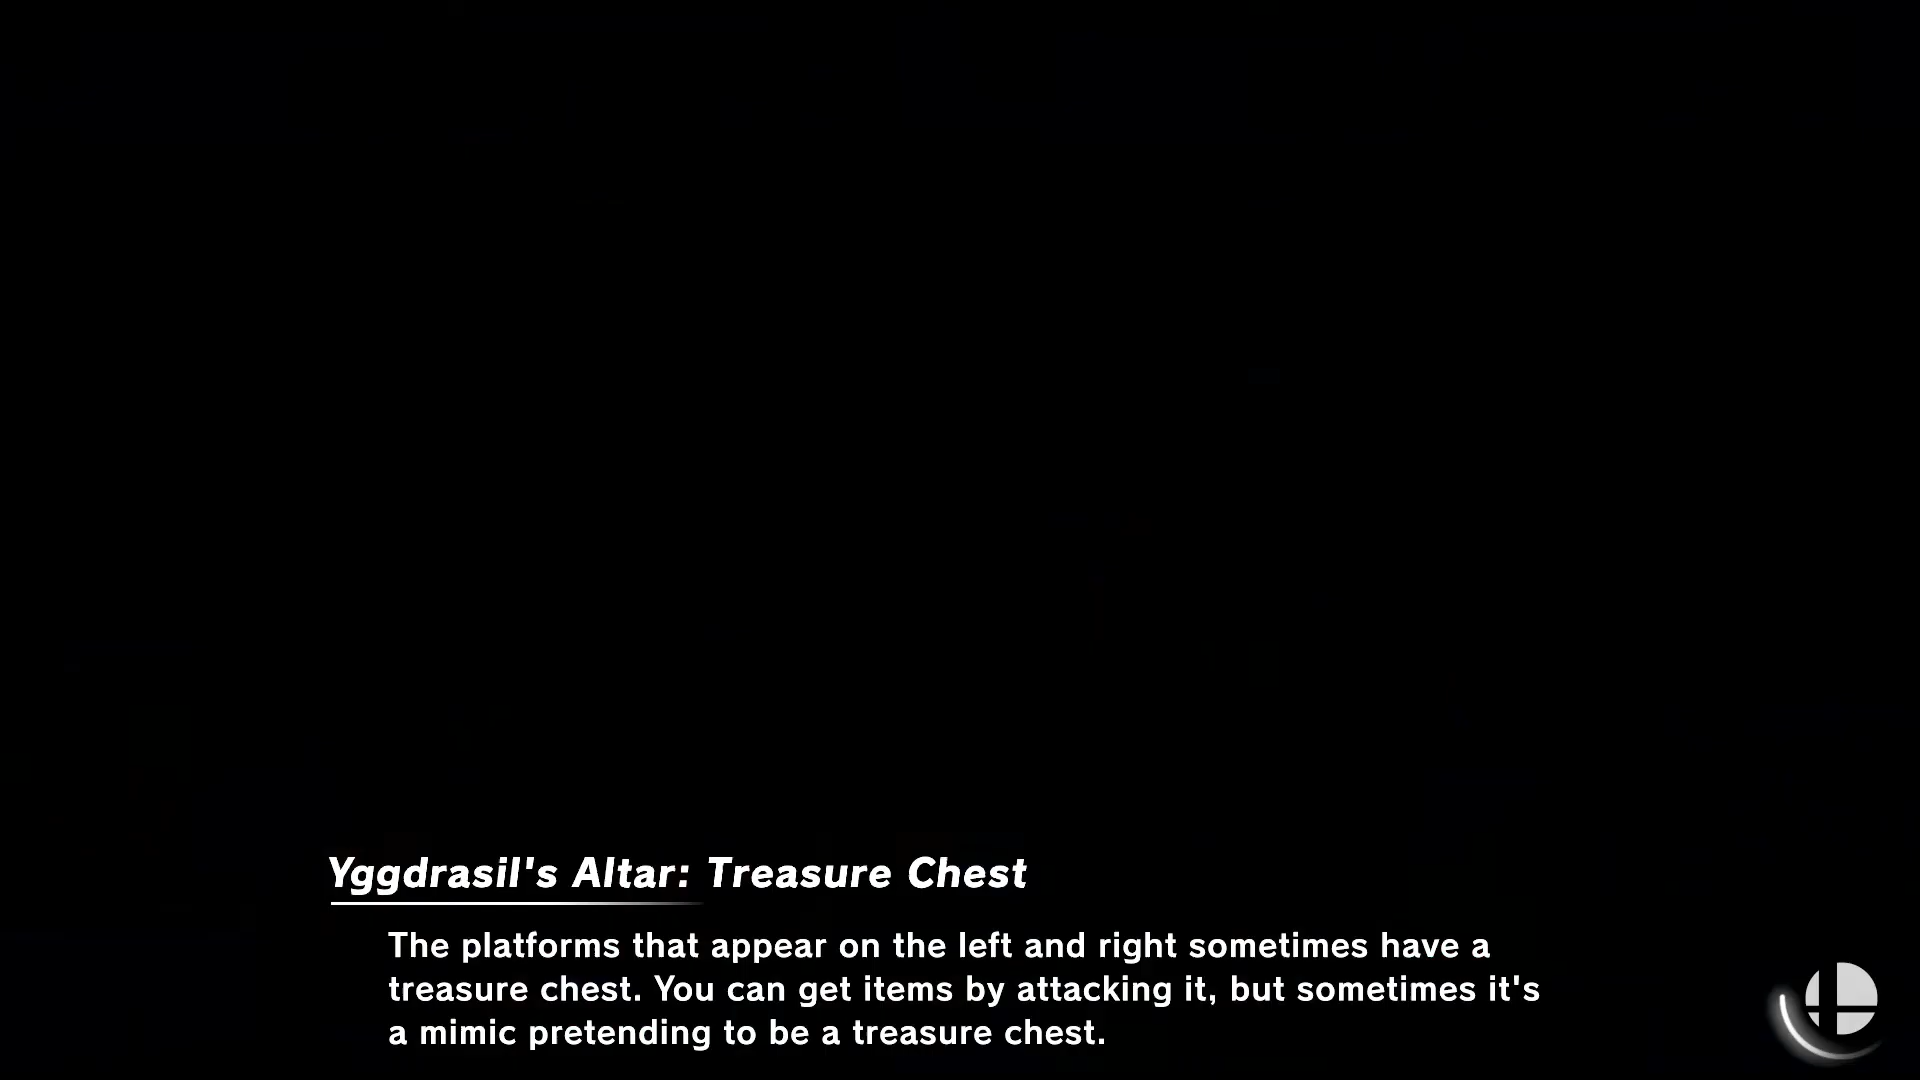 Yggdrasil's Altar: Treasure Chest
The platforms that appear on the left and right sometimes have a
treasure chest. You can get items by attacking it, but sometimes it's
a mimic pretending to be a treasure chest.